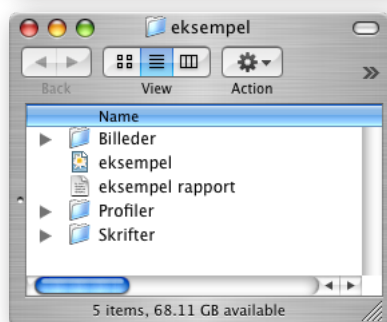 eksempel
Back View Action
Name
Billeder
eksempel
eksempel rapport
Profiler
Skrifter
5 items, 68.11 GB available